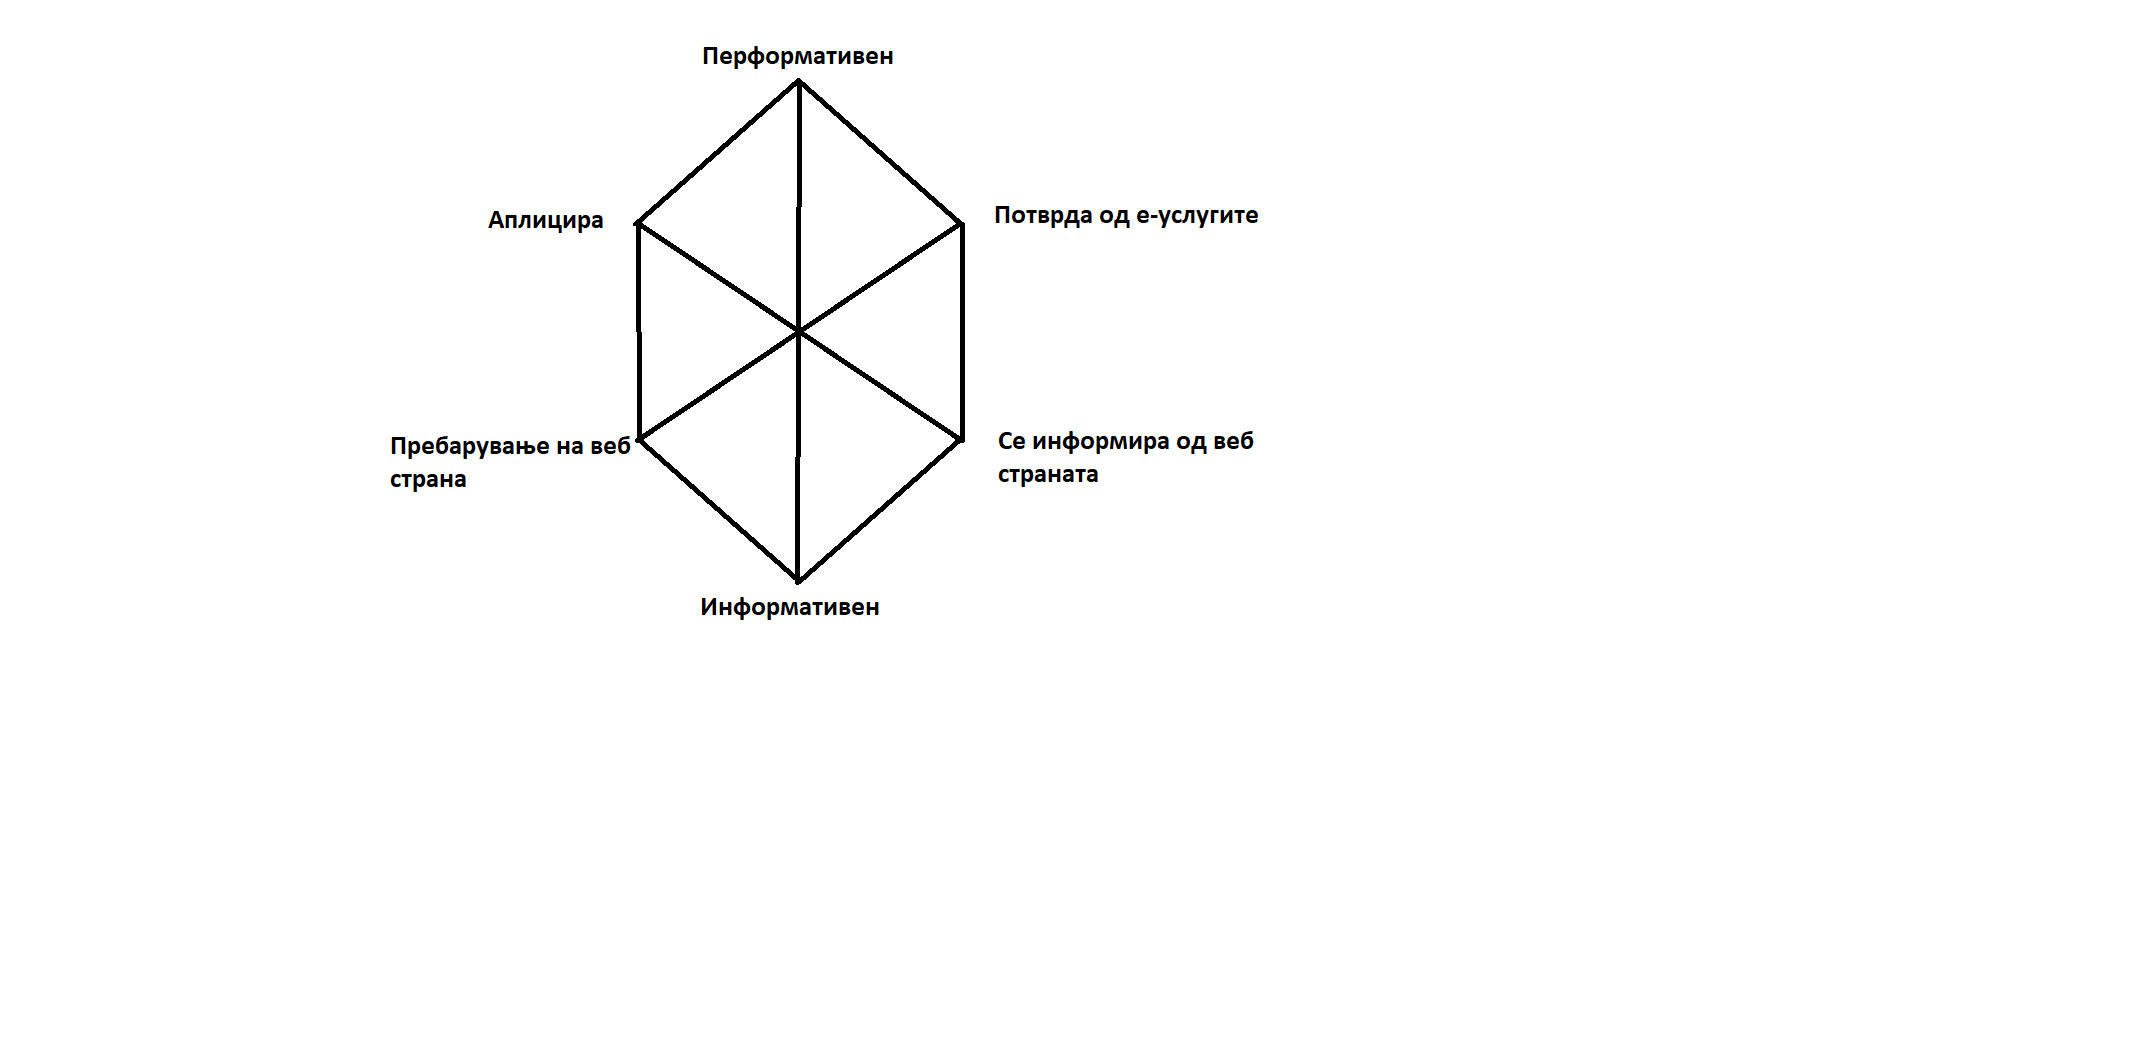 Перформативен
Аплицира
Потврда од е-услугите
Пребарување на веб
страна
Се информира од веб
страната
Информативен